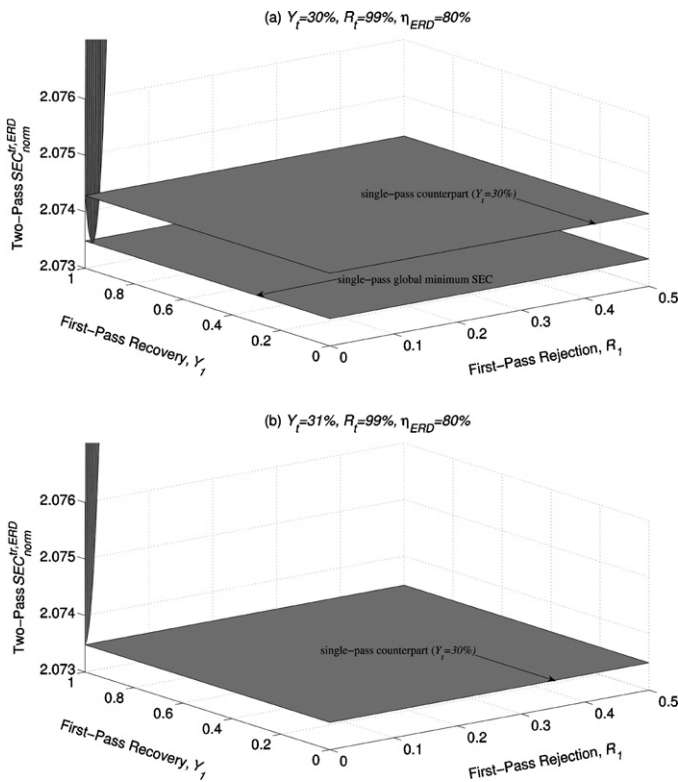 (a) Y_t=30%, R_t=99%, η_ERD=80%
2.076
2.075
2.074
2.073
Two−Pass SEC^{tr,ERD}_{norm}
single−pass counterpart (Y_t=30%)
single−pass global minimum SEC
1
0.8
0.6
0.4
0.2
0
First−Pass Recovery, Y_1
0
0.1
0.2
0.3
0.4
0.5
First−Pass Rejection, R_1
(b) Y_t=31%, R_t=99%, η_ERD=80%
2.076
2.075
2.074
2.073
Two−Pass SEC^{tr,ERD}_{norm}
single−pass counterpart (Y_t=30%)
1
0.8
0.6
0.4
0.2
0
First−Pass Recovery, Y_1
0
0.1
0.2
0.3
0.4
0.5
First−Pass Rejection, R_1